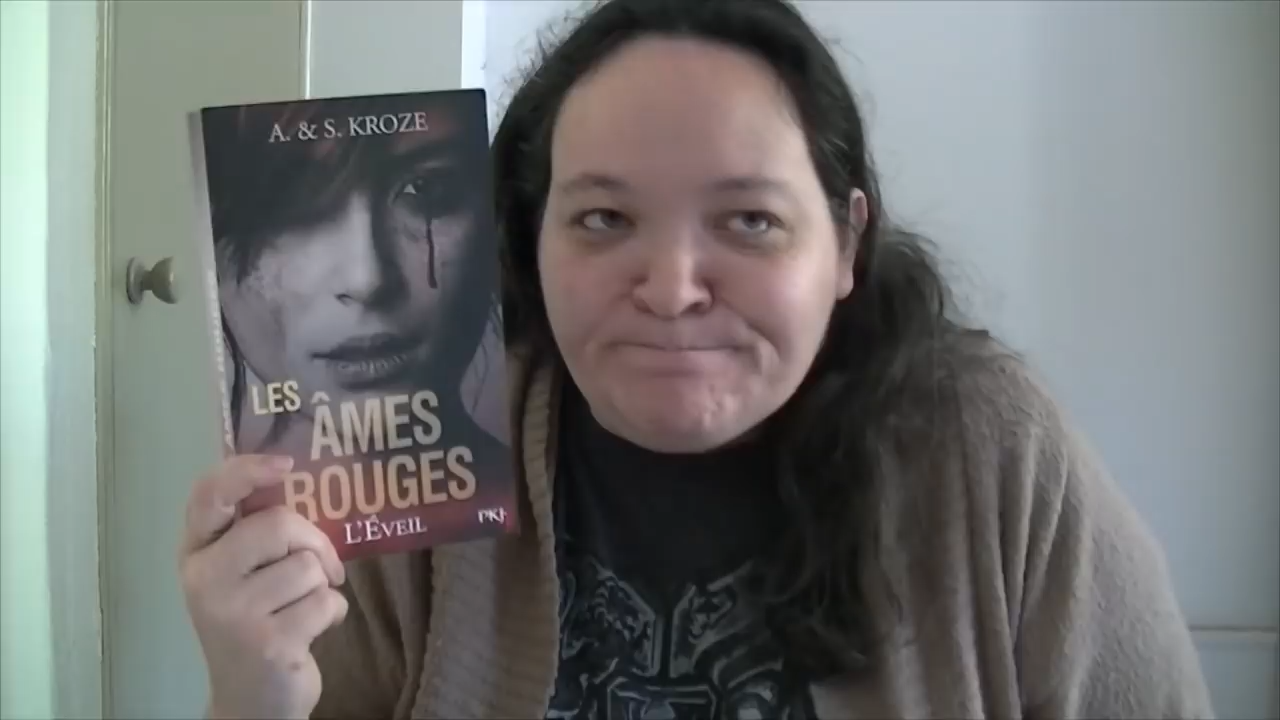 A. & S. KROZE
LES
ÂMES
ROUGES
L'ÉVEIL
PKJ.